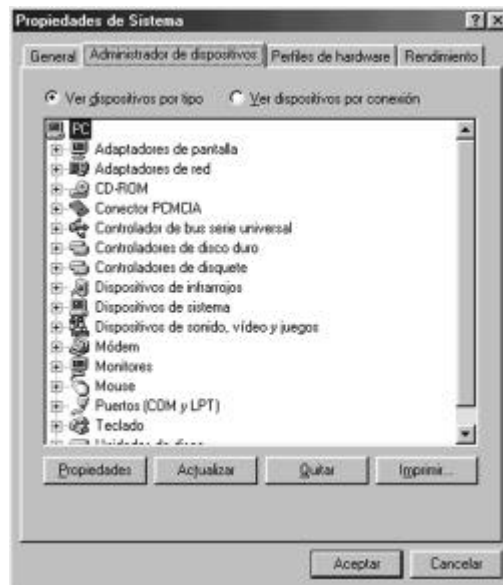 Propiedades de Sistema
General Administrador de dispositivos Perfiles de hardware Rendimiento
Ver dispositivos por tipo Ver dispositivos por conexión
PC
Adaptadores de pantalla
Adaptadores de red
CD-ROM
Conector PCMCIA
Controlador de bus serie universal
Controladores de disco duro
Controladores de disquete
Dispositivos de infrarrojos
Dispositivos de sistema
Dispositivos de sonido, vídeo y juegos
Módem
Monitores
Mouse
Puertos (COM y LPT)
Teclado
Unidades de disco
Propiedades Actualizar Quitar Imprimir...
Aceptar Cancelar